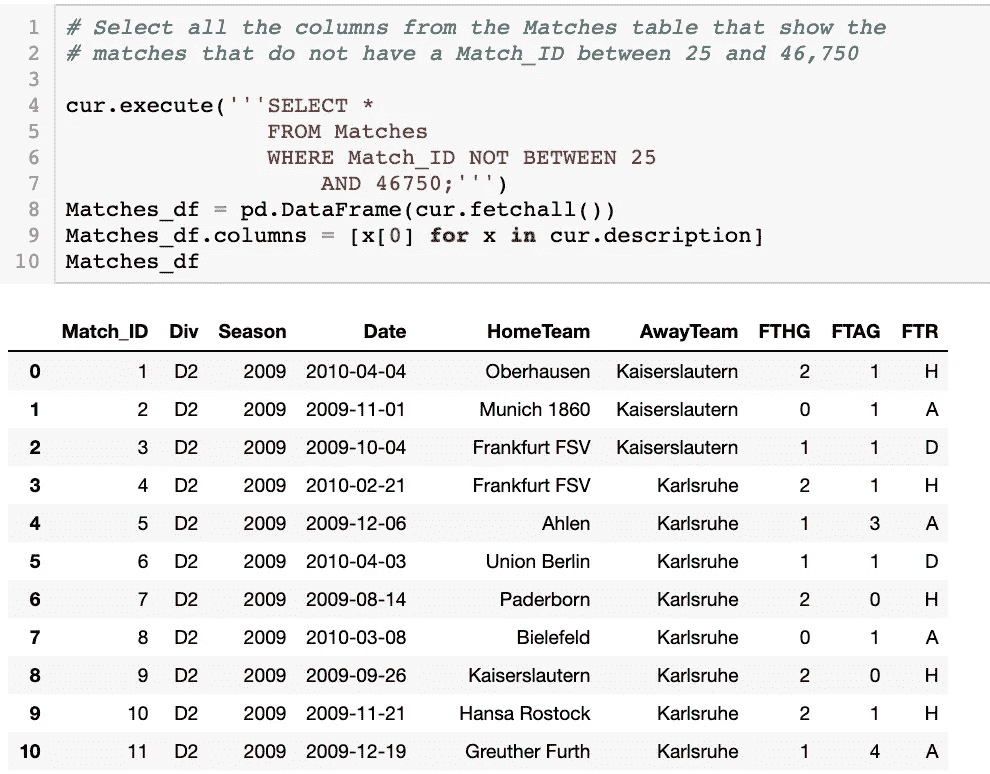 1 # Select all the columns from the Matches table that show the
2 # matches that do not have a Match_ID between 25 and 46,750
3
4 cur.execute('''SELECT *
5 FROM Matches
6 WHERE Match_ID NOT BETWEEN 25
7 AND 46750;''')
8 Matches_df = pd.DataFrame(cur.fetchall())
9 Matches_df.columns = [x[0] for x in cur.description]
10 Matches_df
Match_ID Div Season Date HomeTeam AwayTeam FTHG FTAG FTR
0 1 D2 2009 2010-04-04 Oberhausen Kaiserslautern 2 1 H
1 2 D2 2009 2009-11-01 Munich 1860 Kaiserslautern 0 1 A
2 3 D2 2009 2009-10-04 Frankfurt FSV Kaiserslautern 1 1 D
3 4 D2 2009 2010-02-21 Frankfurt FSV Karlsruhe 2 1 H
4 5 D2 2009 2009-12-06 Ahlen Karlsruhe 1 3 A
5 6 D2 2009 2010-04-03 Union Berlin Karlsruhe 1 1 D
6 7 D2 2009 2009-08-14 Paderborn Karlsruhe 2 0 H
7 8 D2 2009 2010-03-08 Bielefeld Karlsruhe 0 1 A
8 9 D2 2009 2009-09-26 Kaiserslautern Karlsruhe 2 0 H
9 10 D2 2009 2009-11-21 Hansa Rostock Karlsruhe 2 1 H
10 11 D2 2009 2009-12-19 Greuther Furth Karlsruhe 1 4 A